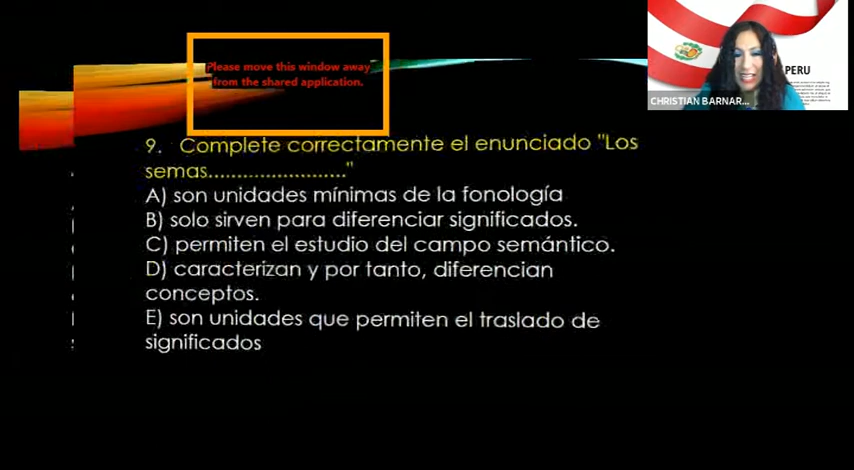 Please move this window away
from the shared application.
PERU
CHRISTIAN BARNAR...
9. Complete correctamente el enunciado "Los
semas........................"
A) son unidades mínimas de la fonología
B) solo sirven para diferenciar significados.
C) permiten el estudio del campo semántico.
D) caracterizan y por tanto, diferencian
conceptos.
E) son unidades que permiten el traslado de
significados